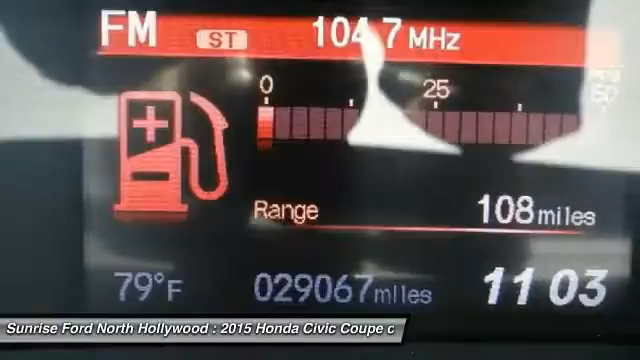 FM ST 104.7 MHz
0 25 50
Range 108 miles
79°F 029067 miles 11 03
Sunrise Ford North Hollywood : 2015 Honda Civic Coupe c